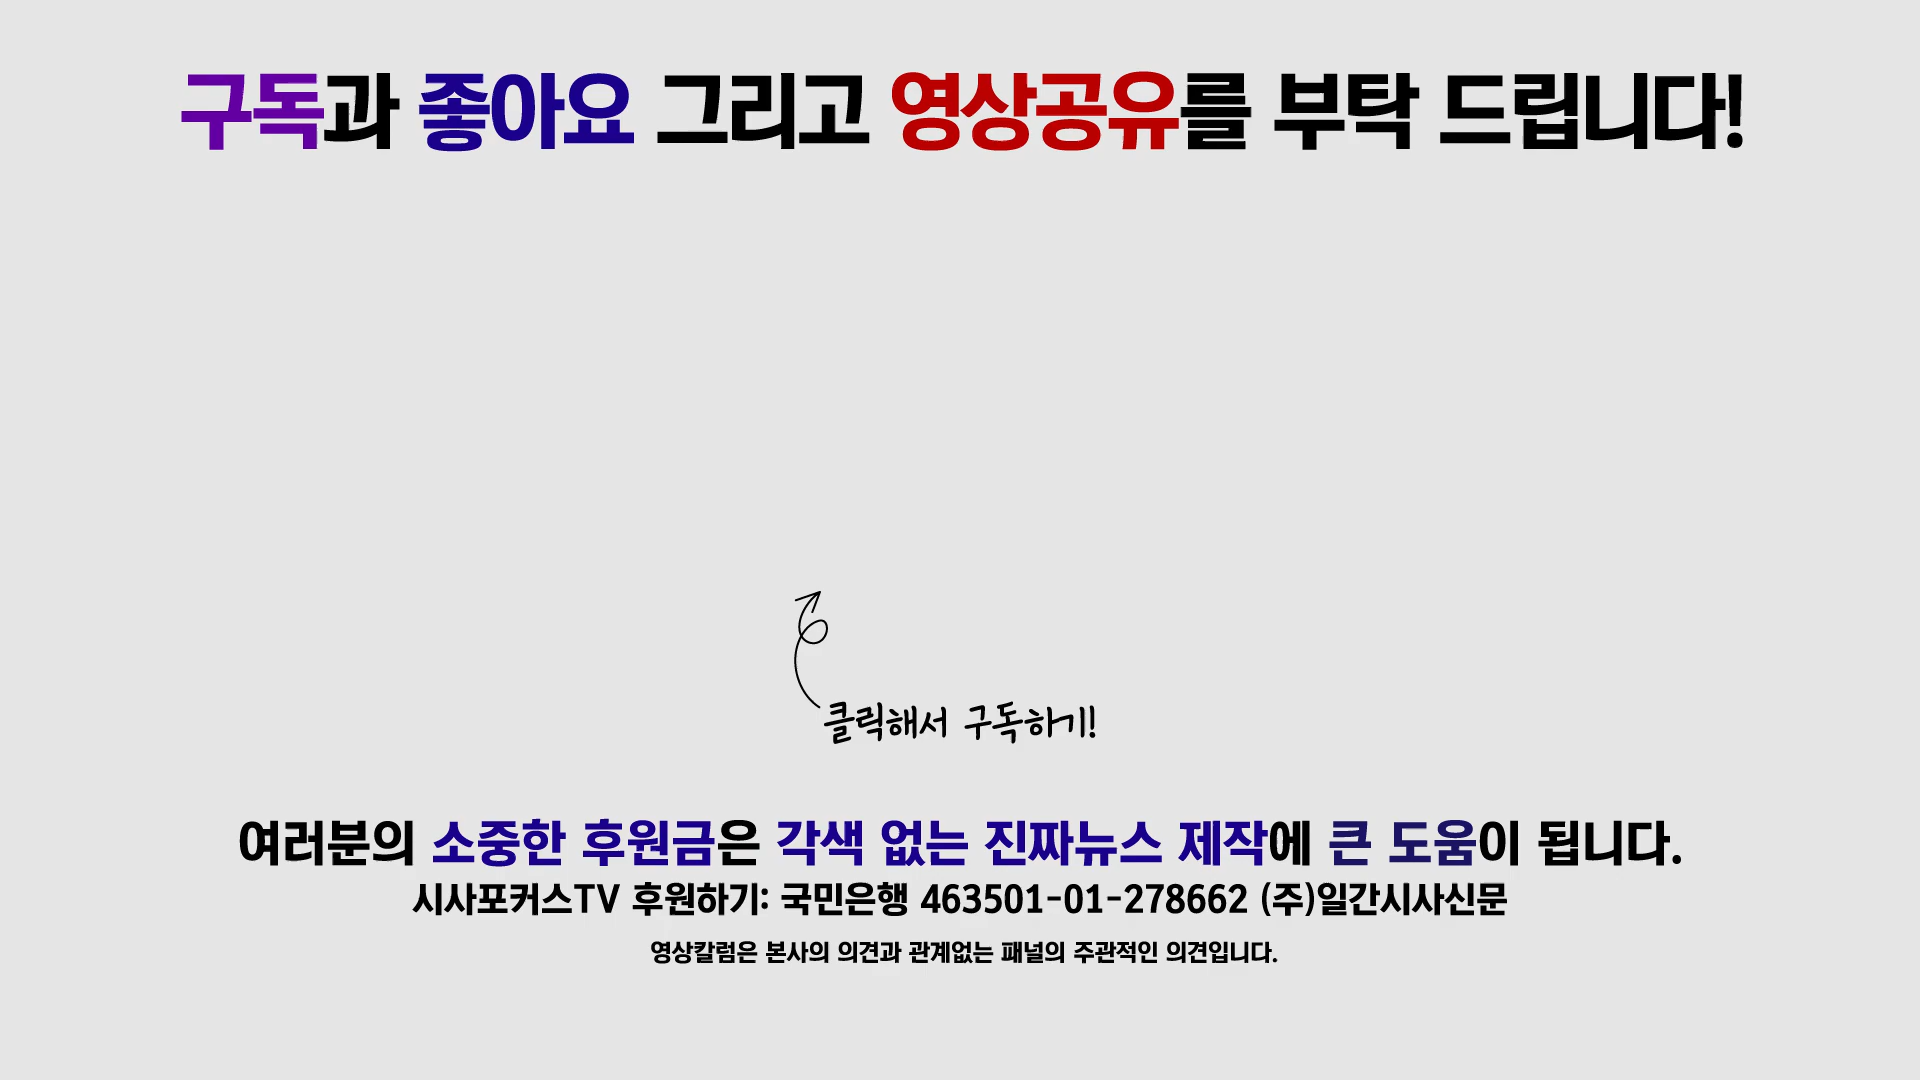 구독과 좋아요 그리고 영상공유를 부탁 드립니다!
클릭해서 구독하기!
여러분의 소중한 후원금은 각색 없는 진짜뉴스 제작에 큰 도움이 됩니다.
시사포커스TV 후원하기: 국민은행 463501-01-278662 (주)일간시사신문
영상칼럼은 본사의 의견과 관계없는 패널의 주관적인 의견입니다.